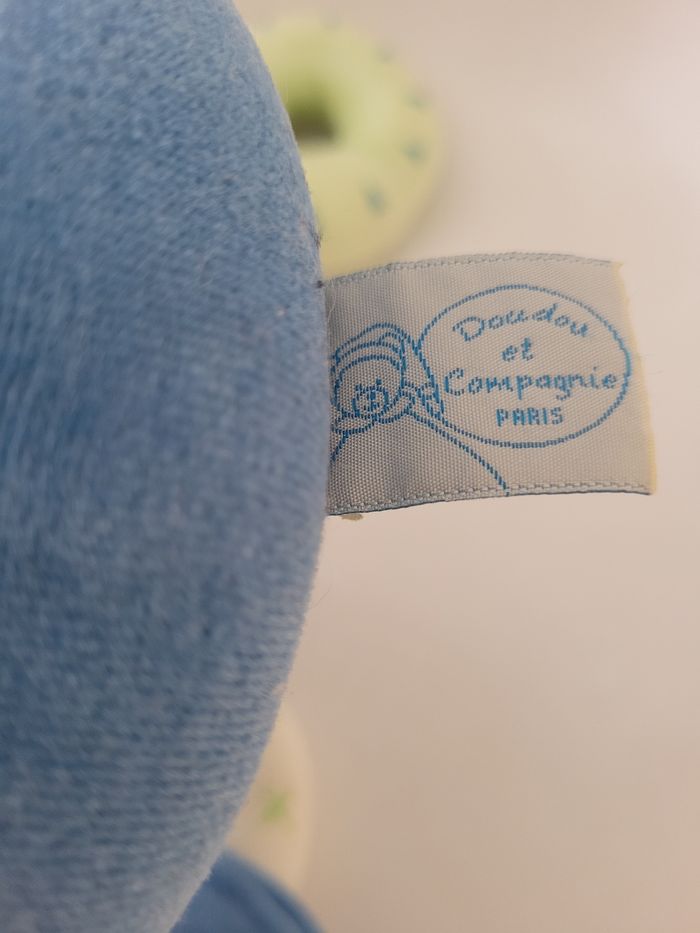 Doudou
et
Compagnie
PARIS